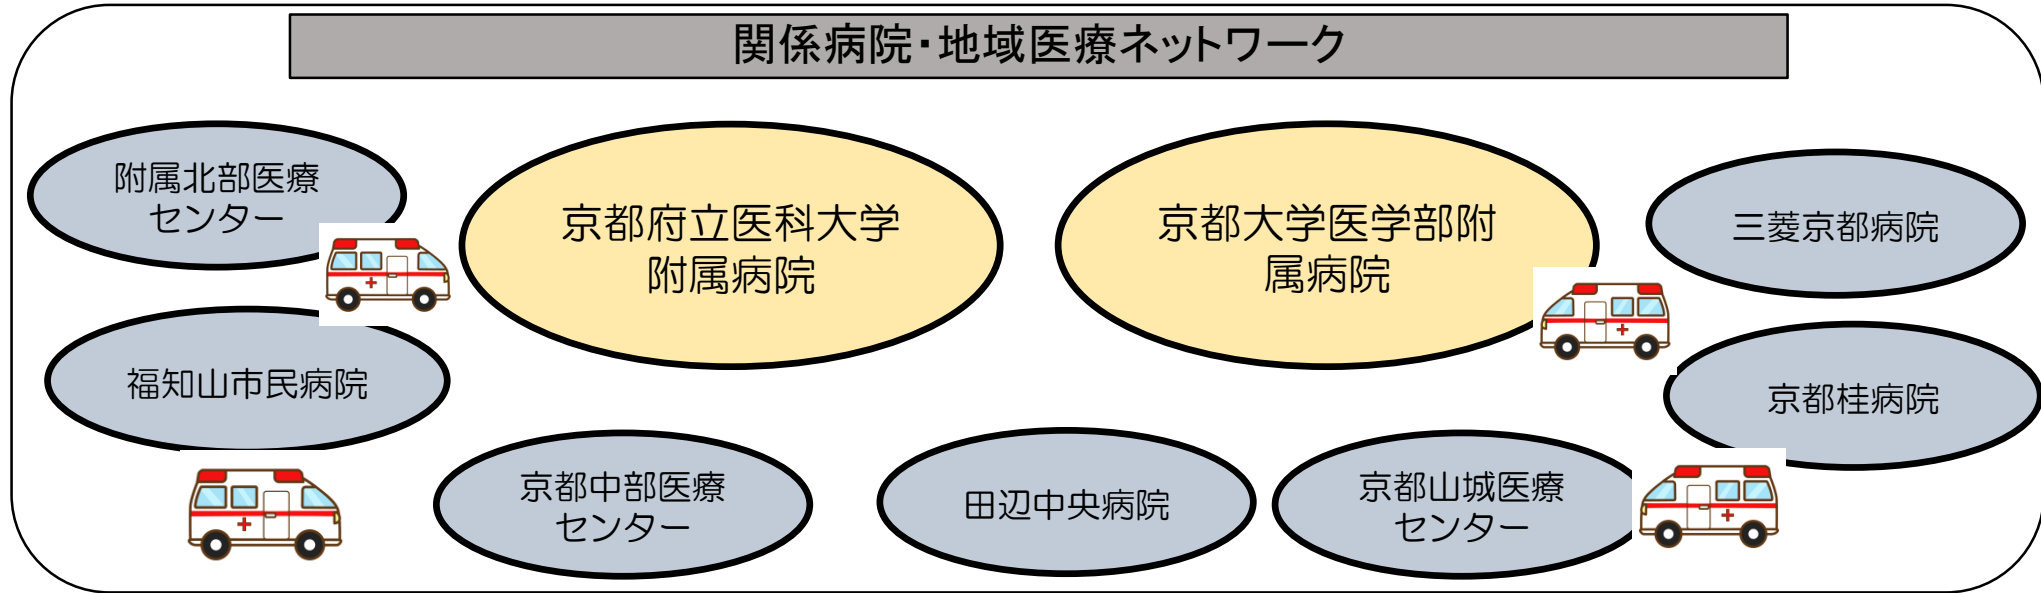 関係病院・地域医療ネットワーク
附属北部医療
センター
京都府立医科大学
附属病院
京都大学医学部附
属病院
三菱京都病院
福知山市民病院
京都桂病院
京都中部医療
センター
田辺中央病院
京都山城医療
センター